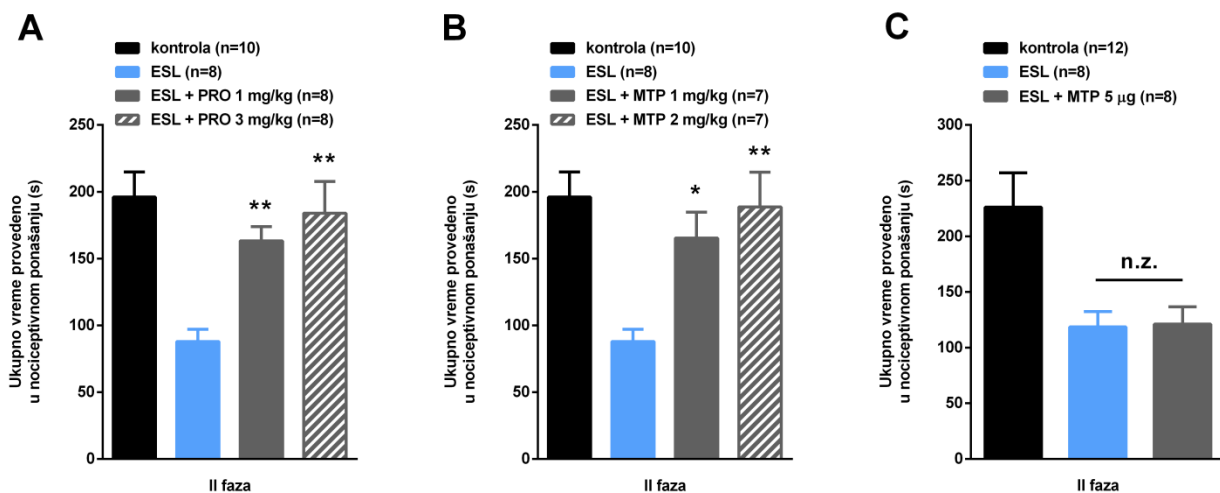 A
kontrola (n=10)
ESL (n=8)
ESL + PRO 1 mg/kg (n=8)
ESL + PRO 3 mg/kg (n=8)
Ukupno vreme provedeno
u nociceptivnom ponašanju (s)
250
200
150
100
50
0
**
**
II faza
B
kontrola (n=10)
ESL (n=8)
ESL + MTP 1 mg/kg (n=7)
ESL + MTP 2 mg/kg (n=7)
Ukupno vreme provedeno
u nociceptivnom ponašanju (s)
250
200
150
100
50
0
*
**
II faza
C
kontrola (n=12)
ESL (n=8)
ESL + MTP 5 μg (n=8)
Ukupno vreme provedeno
u nociceptivnom ponašanju (s)
300
250
200
150
100
50
0
n.z.
II faza